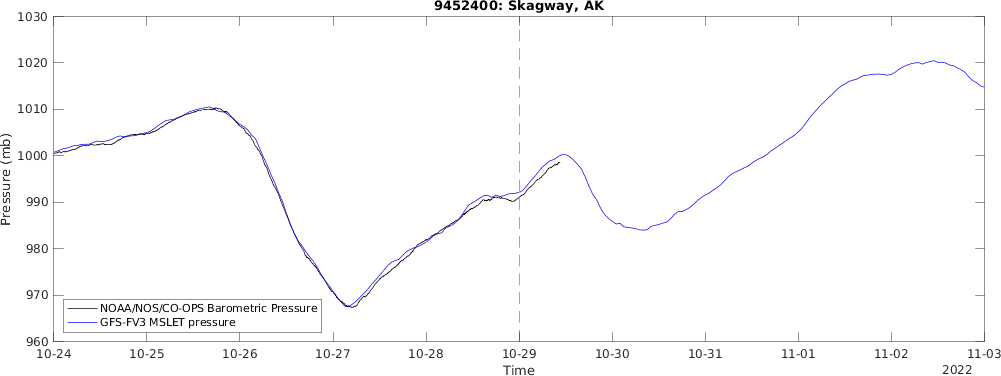 9452400: Skagway, AK
1030
1020
1010
1000
990
980
970
960
Pressure (mb)
NOAA/NOS/CO-OPS Barometric Pressure
GFS-FV3 MSLET pressure
10-24 10-25 10-26 10-27 10-28 10-29 10-30 10-31 11-01 11-02 11-03
Time
2022